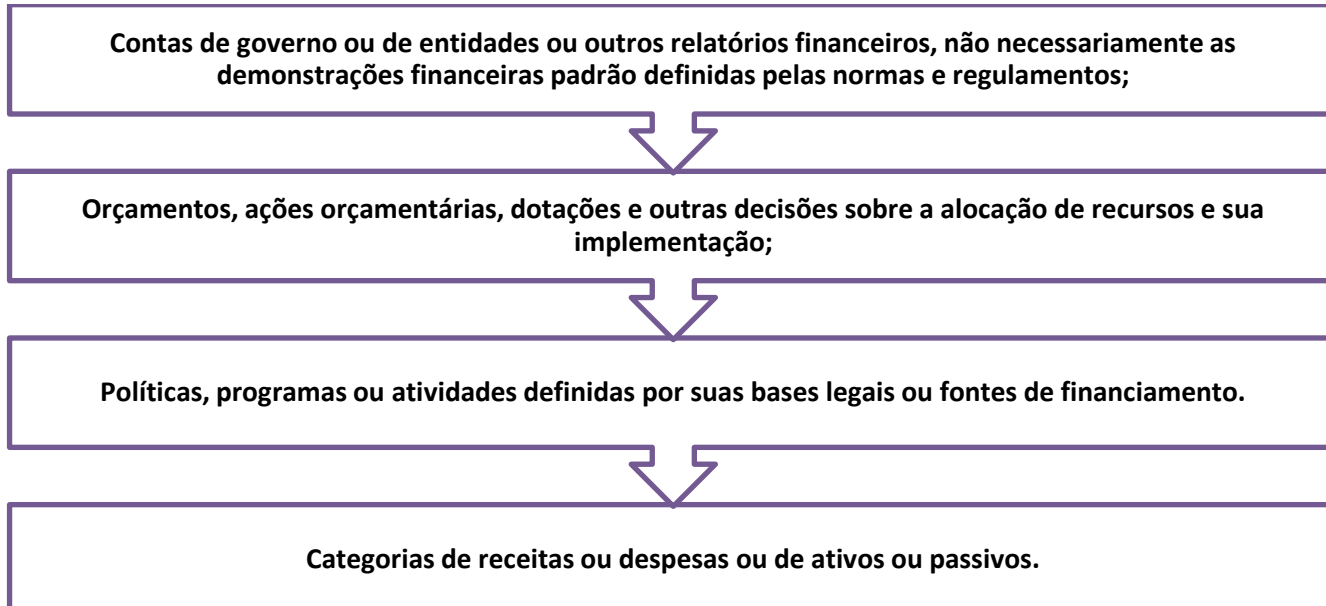 Contas de governo ou de entidades ou outros relatórios financeiros, não necessariamente as
demonstrações financeiras padrão definidas pelas normas e regulamentos;
Orçamentos, ações orçamentárias, dotações e outras decisões sobre a alocação de recursos e sua
implementação;
Políticas, programas ou atividades definidas por suas bases legais ou fontes de financiamento.
Categorias de receitas ou despesas ou de ativos ou passivos.